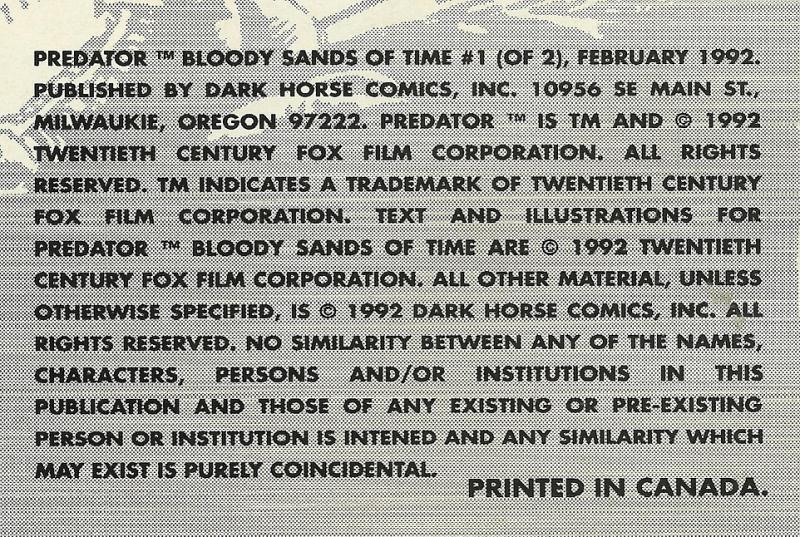 PREDATOR ™ BLOODY SANDS OF TIME #1 (OF 2), FEBRUARY 1992.
PUBLISHED BY DARK HORSE COMICS, INC. 10956 SE MAIN ST.,
MILWAUKIE, OREGON 97222. PREDATOR ™ IS TM AND © 1992
TWENTIETH CENTURY FOX FILM CORPORATION. ALL RIGHTS
RESERVED. TM INDICATES A TRADEMARK OF TWENTIETH CENTURY
FOX FILM CORPORATION. TEXT AND ILLUSTRATIONS FOR
PREDATOR ™ BLOODY SANDS OF TIME ARE © 1992 TWENTIETH
CENTURY FOX FILM CORPORATION. ALL OTHER MATERIAL, UNLESS
OTHERWISE SPECIFIED, IS © 1992 DARK HORSE COMICS, INC. ALL
RIGHTS RESERVED. NO SIMILARITY BETWEEN ANY OF THE NAMES,
CHARACTERS, PERSONS AND/OR INSTITUTIONS IN THIS
PUBLICATION AND THOSE OF ANY EXISTING OR PRE-EXISTING
PERSON OR INSTITUTION IS INTENED AND ANY SIMILARITY WHICH
MAY EXIST IS PURELY COINCIDENTAL.
PRINTED IN CANADA.